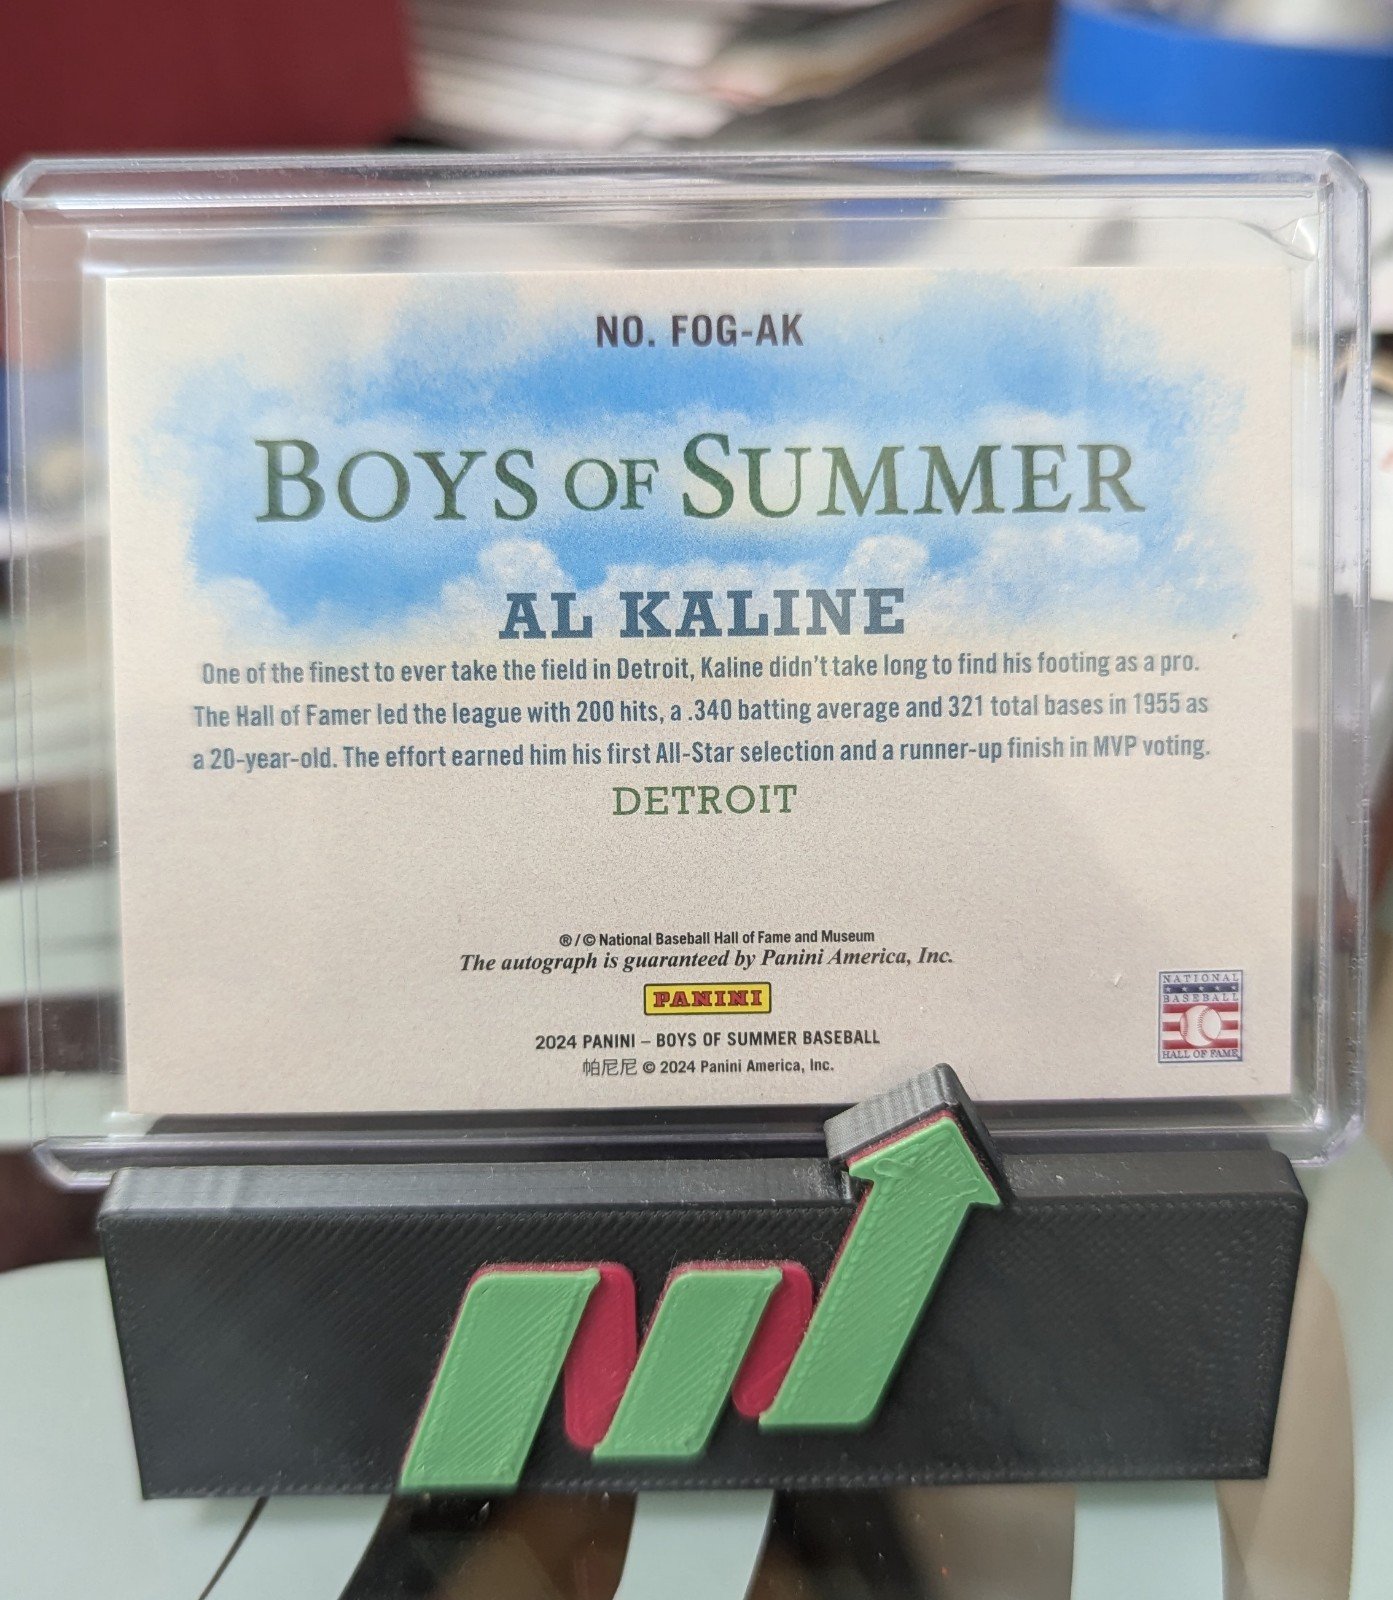 NO. FOG-AK
BOYS OF SUMMER
AL KALINE
One of the finest to ever take the field in Detroit, Kaline didn't take long to find his footing as a pro.
The Hall of Famer led the league with 200 hits, a .340 batting average and 321 total bases in 1955 as
a 20-year-old. The effort earned him his first All-Star selection and a runner-up finish in MVP voting.
DETROIT
®/© National Baseball Hall of Fame and Museum
The autograph is guaranteed by Panini America, Inc.
PANINI
2024 PANINI – BOYS OF SUMMER BASEBALL
帕尼尼 © 2024 Panini America, Inc.
NATIONAL
BASEBALL
HALL OF FAME